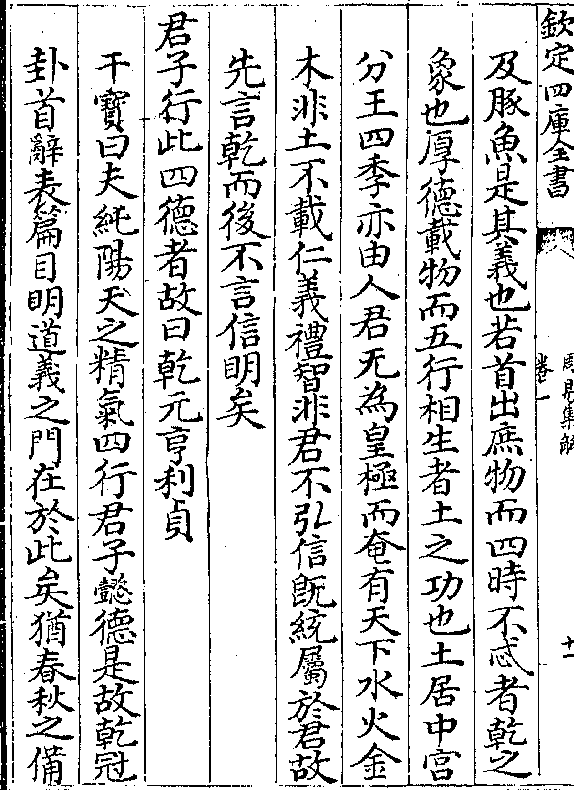 欽定四庫全書
周易集解
卷一
十一
及豚魚是其義也若首出庶物而四時不忒者乾之
象也厚德載物而五行相生者土之功也土居中宫
分王四季亦由人君无為皇極而奄有天下水火金
木非土不載仁義禮智非君不弘信既統屬於君故
先言乾而後不言信明矣
君子行此四德者故曰乾元亨利貞
干寶曰夫純陽天之精氣四行君子懿德是故乾冠
卦首辭表篇目明道義之門在於此矣猶春秋之備